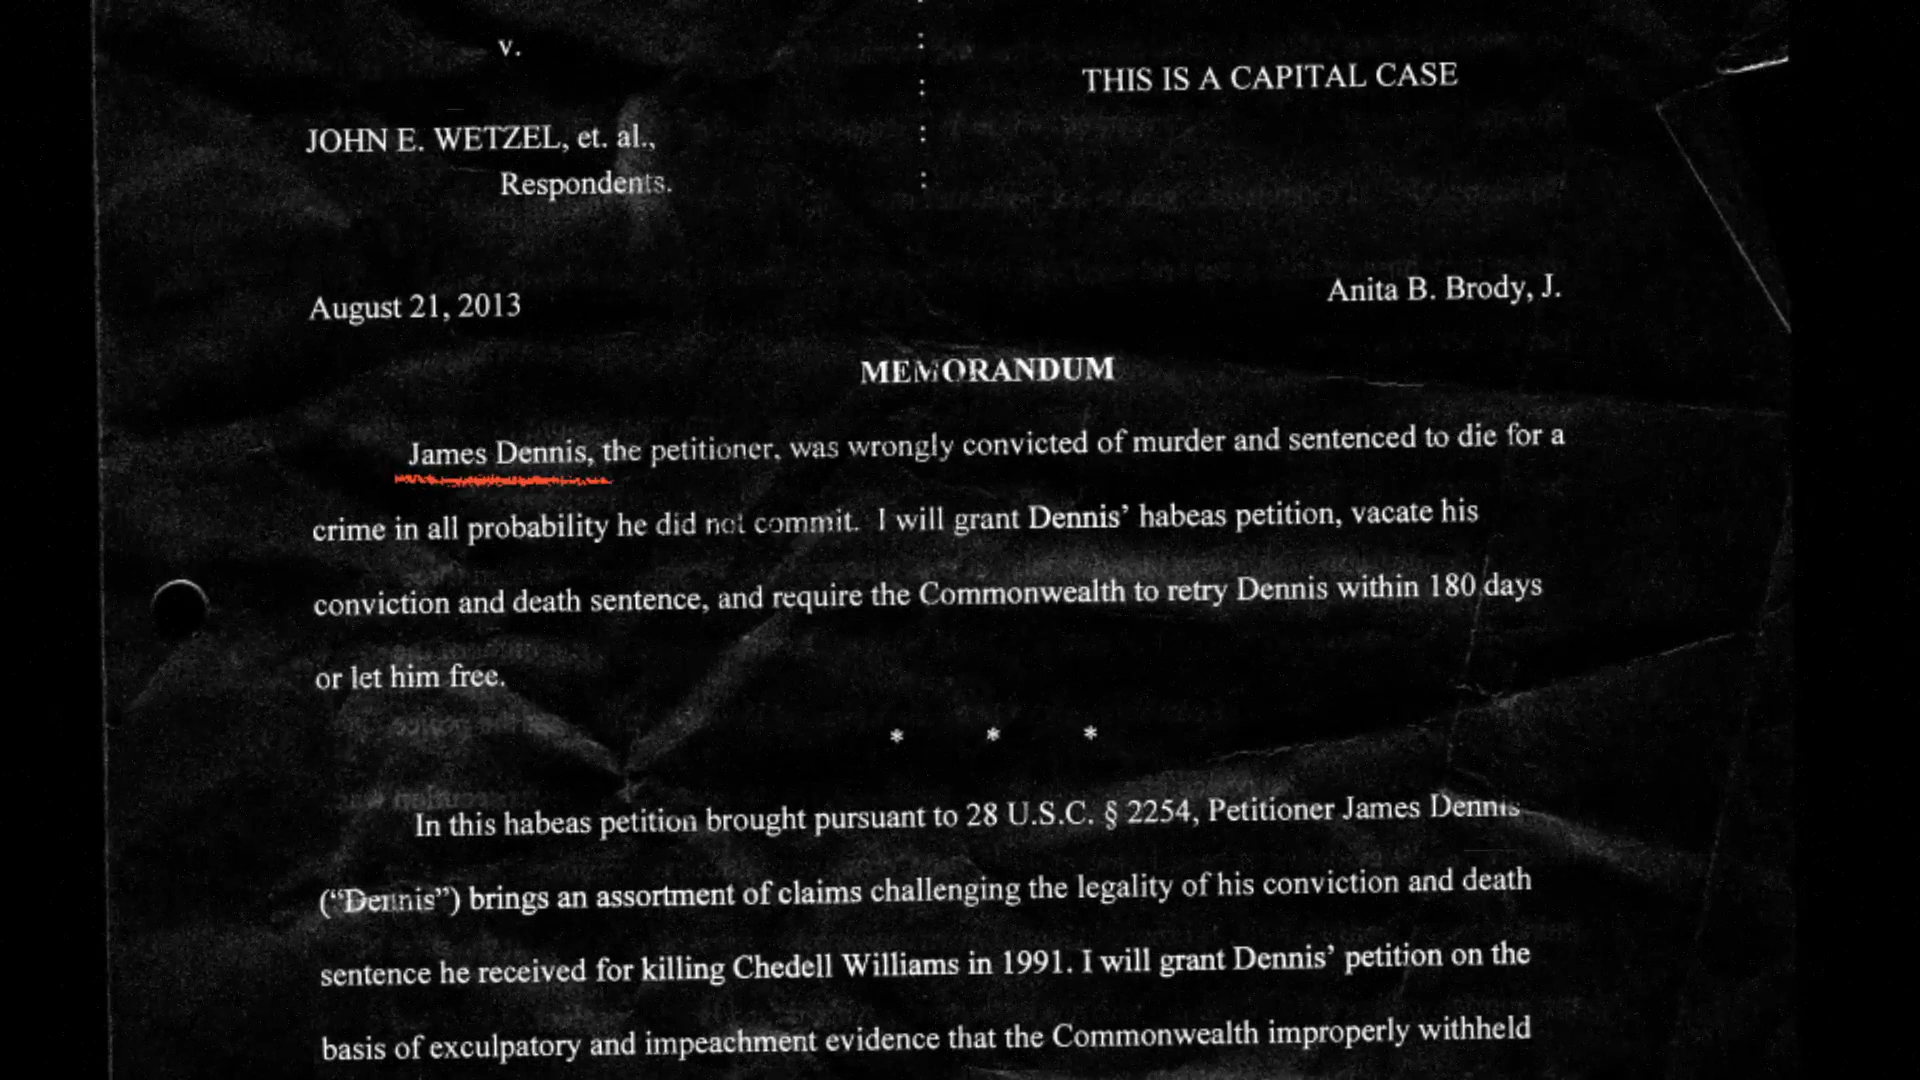 v.
THIS IS A CAPITAL CASE
JOHN E. WETZEL, et. al.,
Respondents.
August 21, 2013
Anita B. Brody, J.
MEMORANDUM
James Dennis, the petitioner, was wrongly convicted of murder and sentenced to die for a
crime in all probability he did not commit. I will grant Dennis’ habeas petition, vacate his
conviction and death sentence, and require the Commonwealth to retry Dennis within 180 days
or let him free.
* * *
In this habeas petition brought pursuant to 28 U.S.C. § 2254, Petitioner James Dennis
(“Dennis”) brings an assortment of claims challenging the legality of his conviction and death
sentence he received for killing Chedell Williams in 1991. I will grant Dennis’ petition on the
basis of exculpatory and impeachment evidence that the Commonwealth improperly withheld